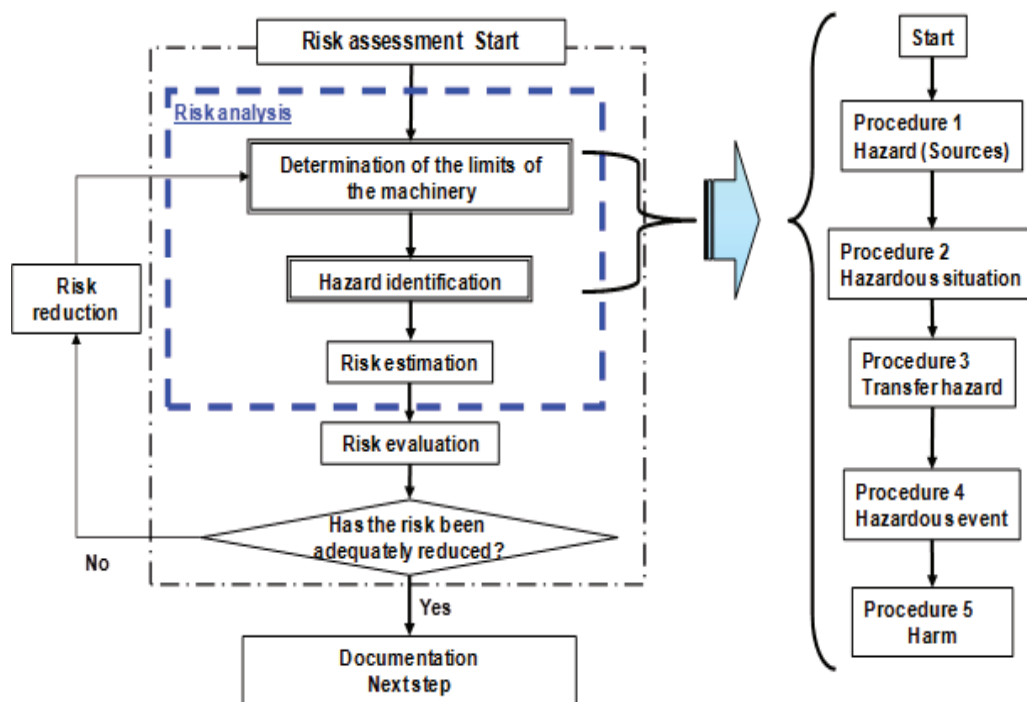 Risk assessment Start
Risk analysis
Determination of the limits of
the machinery
Hazard identification
Risk estimation
Risk evaluation
Has the risk been
adequately reduced?
Risk
reduction
No
Yes
Documentation
Next step
Start
Procedure 1
Hazard (Sources)
Procedure 2
Hazardous situation
Procedure 3
Transfer hazard
Procedure 4
Hazardous event
Procedure 5
Harm